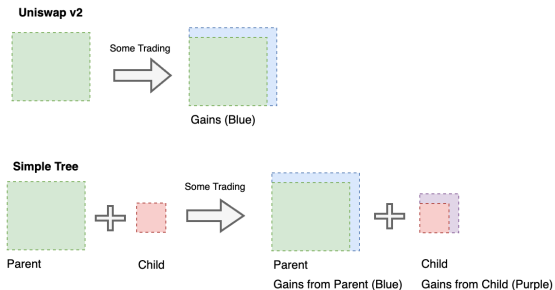 Uniswap v2
Some Trading
Gains (Blue)
Simple Tree
Some Trading
Parent
Child
Parent
Gains from Parent (Blue)
Child
Gains from Child (Purple)